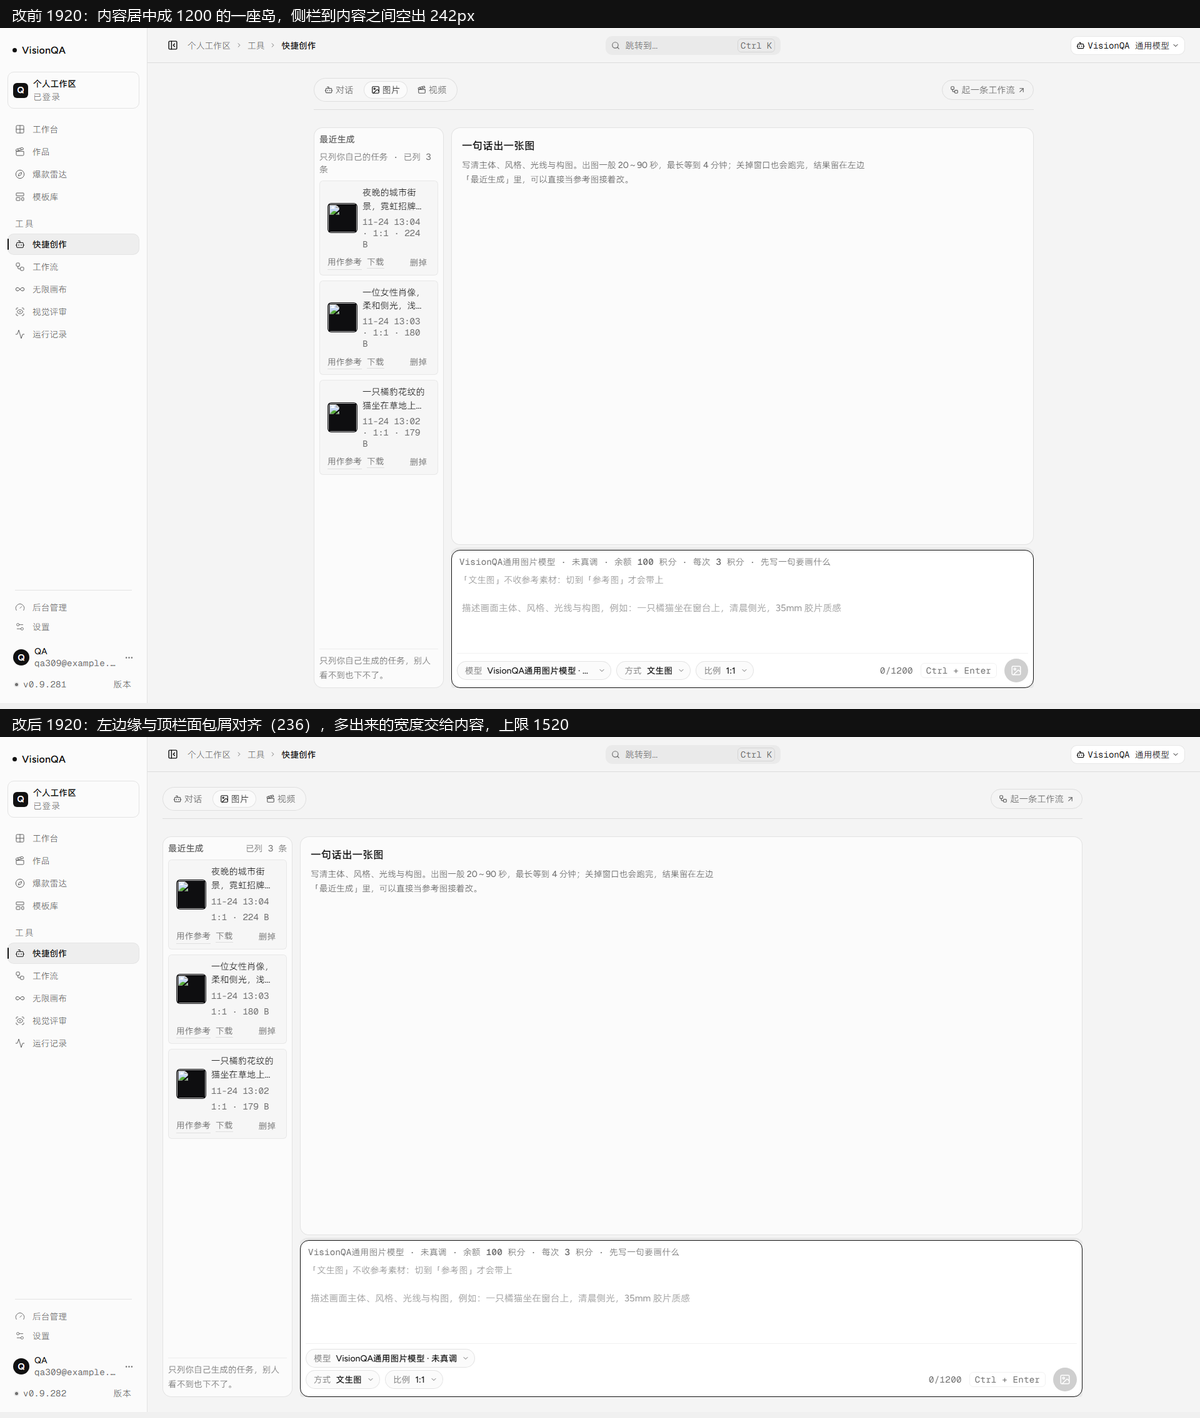 改前 1920：内容居中成 1200 的一座岛，侧栏到内容之间空出 242px
VisionQA
个人工作区 › 工具 › 快捷创作
跳转到… Ctrl K
VisionQA 通用模型
Q 个人工作区
已登录
工作台
作品
爆款雷达
模板库
工具
快捷创作
工作流
无限画布
视觉评审
运行记录
后台管理
设置
Q QA
qa309@example.… ···
v0.9.281 版本
对话 图片 视频
起一条工作流 ↗
最近生成
只列你自己的任务 · 已列 3
条
夜晚的城市街
景，霓虹招牌…
11-24 13:04
· 1:1 · 224
B
用作参考 下载 删掉
一位女性肖像，
柔和侧光，浅…
11-24 13:03
· 1:1 · 180
B
用作参考 下载 删掉
一只橘豹花纹的
猫坐在草地上…
11-24 13:02
· 1:1 · 179
B
用作参考 下载 删掉
只列你自己生成的任务，别人
看不到也下不了。
一句话出一张图
写清主体、风格、光线与构图。出图一般 20～90 秒，最长等到 4 分钟；关掉窗口也会跑完，结果留在左边
「最近生成」里，可以直接当参考图接着改。
VisionQA通用图片模型 · 未真调 · 余额 100 积分 · 每次 3 积分 · 先写一句要画什么
「文生图」不收参考素材：切到「参考图」才会带上
描述画面主体、风格、光线与构图，例如：一只橘猫坐在窗台上，清晨侧光，35mm 胶片质感
模型 VisionQA通用图片模型 · … 方式 文生图 比例 1:1 0/1200 Ctrl + Enter
改后 1920：左边缘与顶栏面包屑对齐（236），多出来的宽度交给内容，上限 1520
VisionQA
个人工作区 › 工具 › 快捷创作
跳转到… Ctrl K
VisionQA 通用模型
Q 个人工作区
已登录
工作台
作品
爆款雷达
模板库
工具
快捷创作
工作流
无限画布
视觉评审
运行记录
后台管理
设置
Q QA
qa309@example.… ···
v0.9.282 版本
对话 图片 视频
起一条工作流 ↗
最近生成 已列 3 条
夜晚的城市街
景，霓虹招牌…
11-24 13:04
1:1 · 224 B
用作参考 下载 删掉
一位女性肖像，
柔和侧光，浅…
11-24 13:03
1:1 · 180 B
用作参考 下载 删掉
一只橘豹花纹的
猫坐在草地上…
11-24 13:02
1:1 · 179 B
用作参考 下载 删掉
只列你自己生成的任务，别人
看不到也下不了。
一句话出一张图
写清主体、风格、光线与构图。出图一般 20～90 秒，最长等到 4 分钟；关掉窗口也会跑完，结果留在左边
「最近生成」里，可以直接当参考图接着改。
VisionQA通用图片模型 · 未真调 · 余额 100 积分 · 每次 3 积分 · 先写一句要画什么
「文生图」不收参考素材：切到「参考图」才会带上
描述画面主体、风格、光线与构图，例如：一只橘猫坐在窗台上，清晨侧光，35mm 胶片质感
模型 VisionQA通用图片模型 · 未真调
方式 文生图 比例 1:1 0/1200 Ctrl + Enter